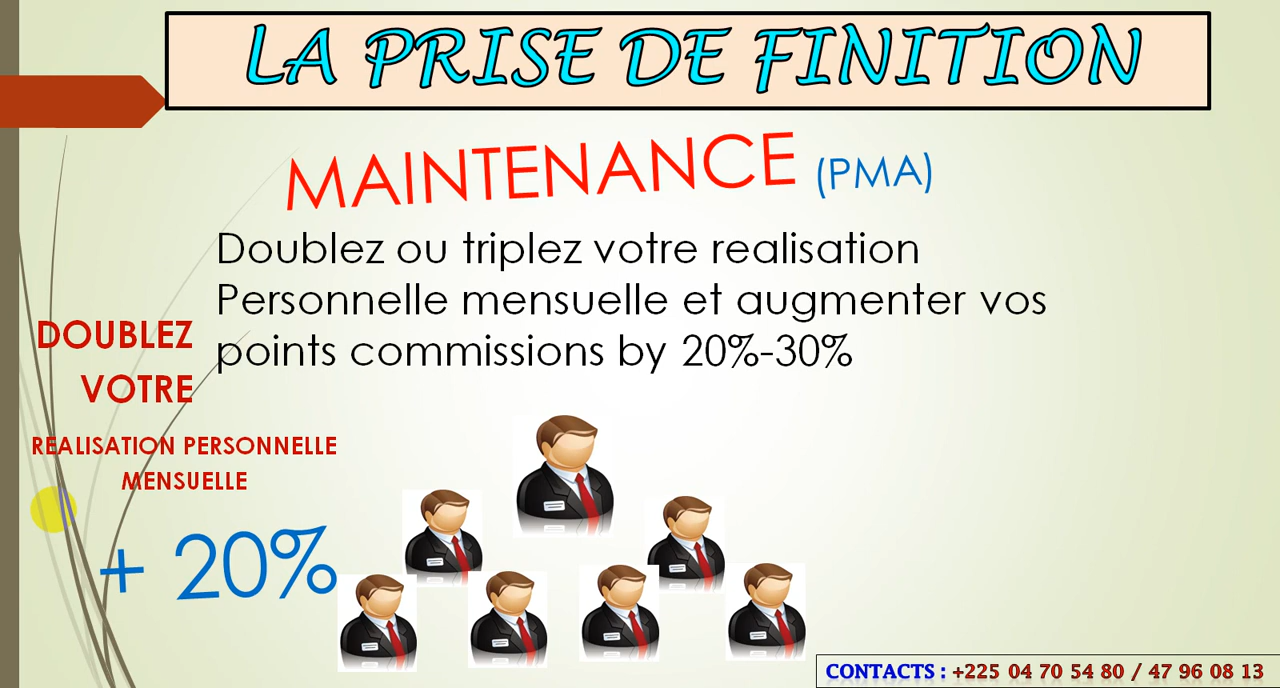 LA PRISE DE FINITION
MAINTENANCE (PMA)
Doublez ou triplez votre realisation
Personnelle mensuelle et augmenter vos
points commissions by 20%-30%
DOUBLEZ
VOTRE
REALISATION PERSONNELLE
MENSUELLE
+ 20%
CONTACTS : +225 04 70 54 80 / 47 96 08 13